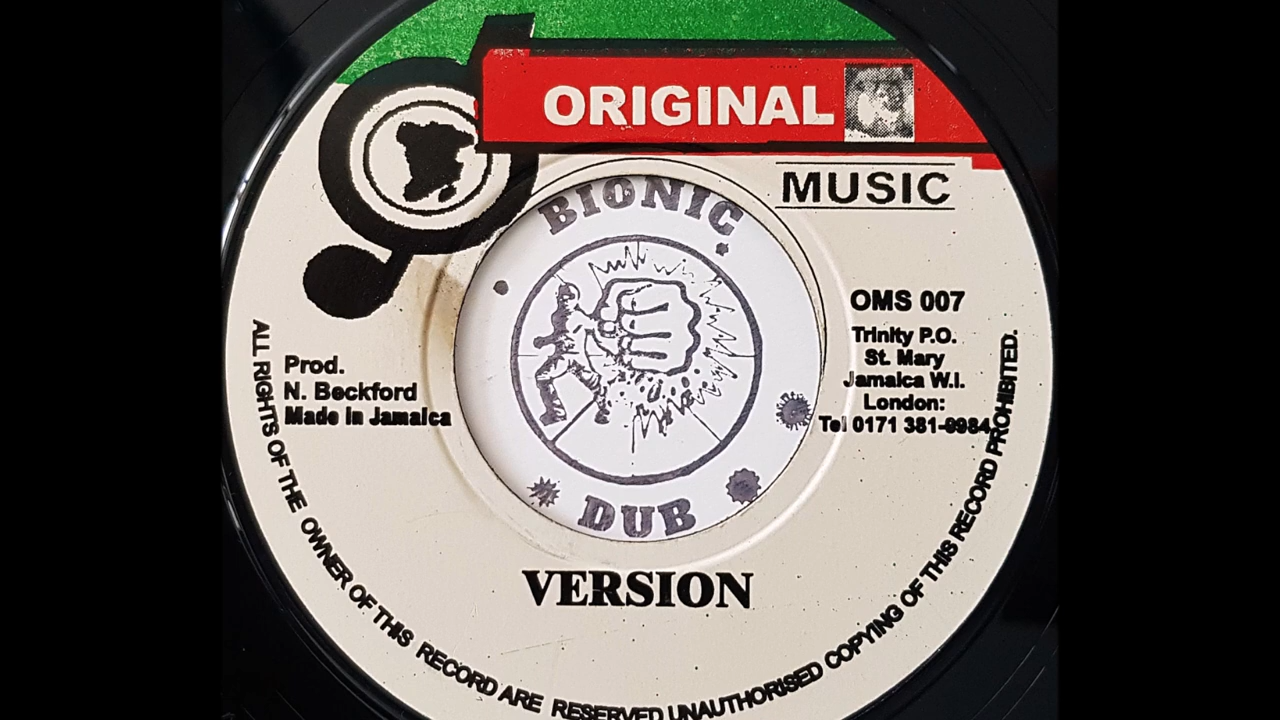 ORIGINAL
MUSIC
BIONIC
DUB
OMS 007
Trinity P.O.
St. Mary
Jamaica W.I.
London:
Tel 0171 381-9984
Prod.
N. Beckford
Made in Jamaica
VERSION
ALL RIGHTS OF THE OWNER OF THIS RECORD ARE RESERVED UNAUTHORISED COPYING OF THIS RECORD PROHIBITED.